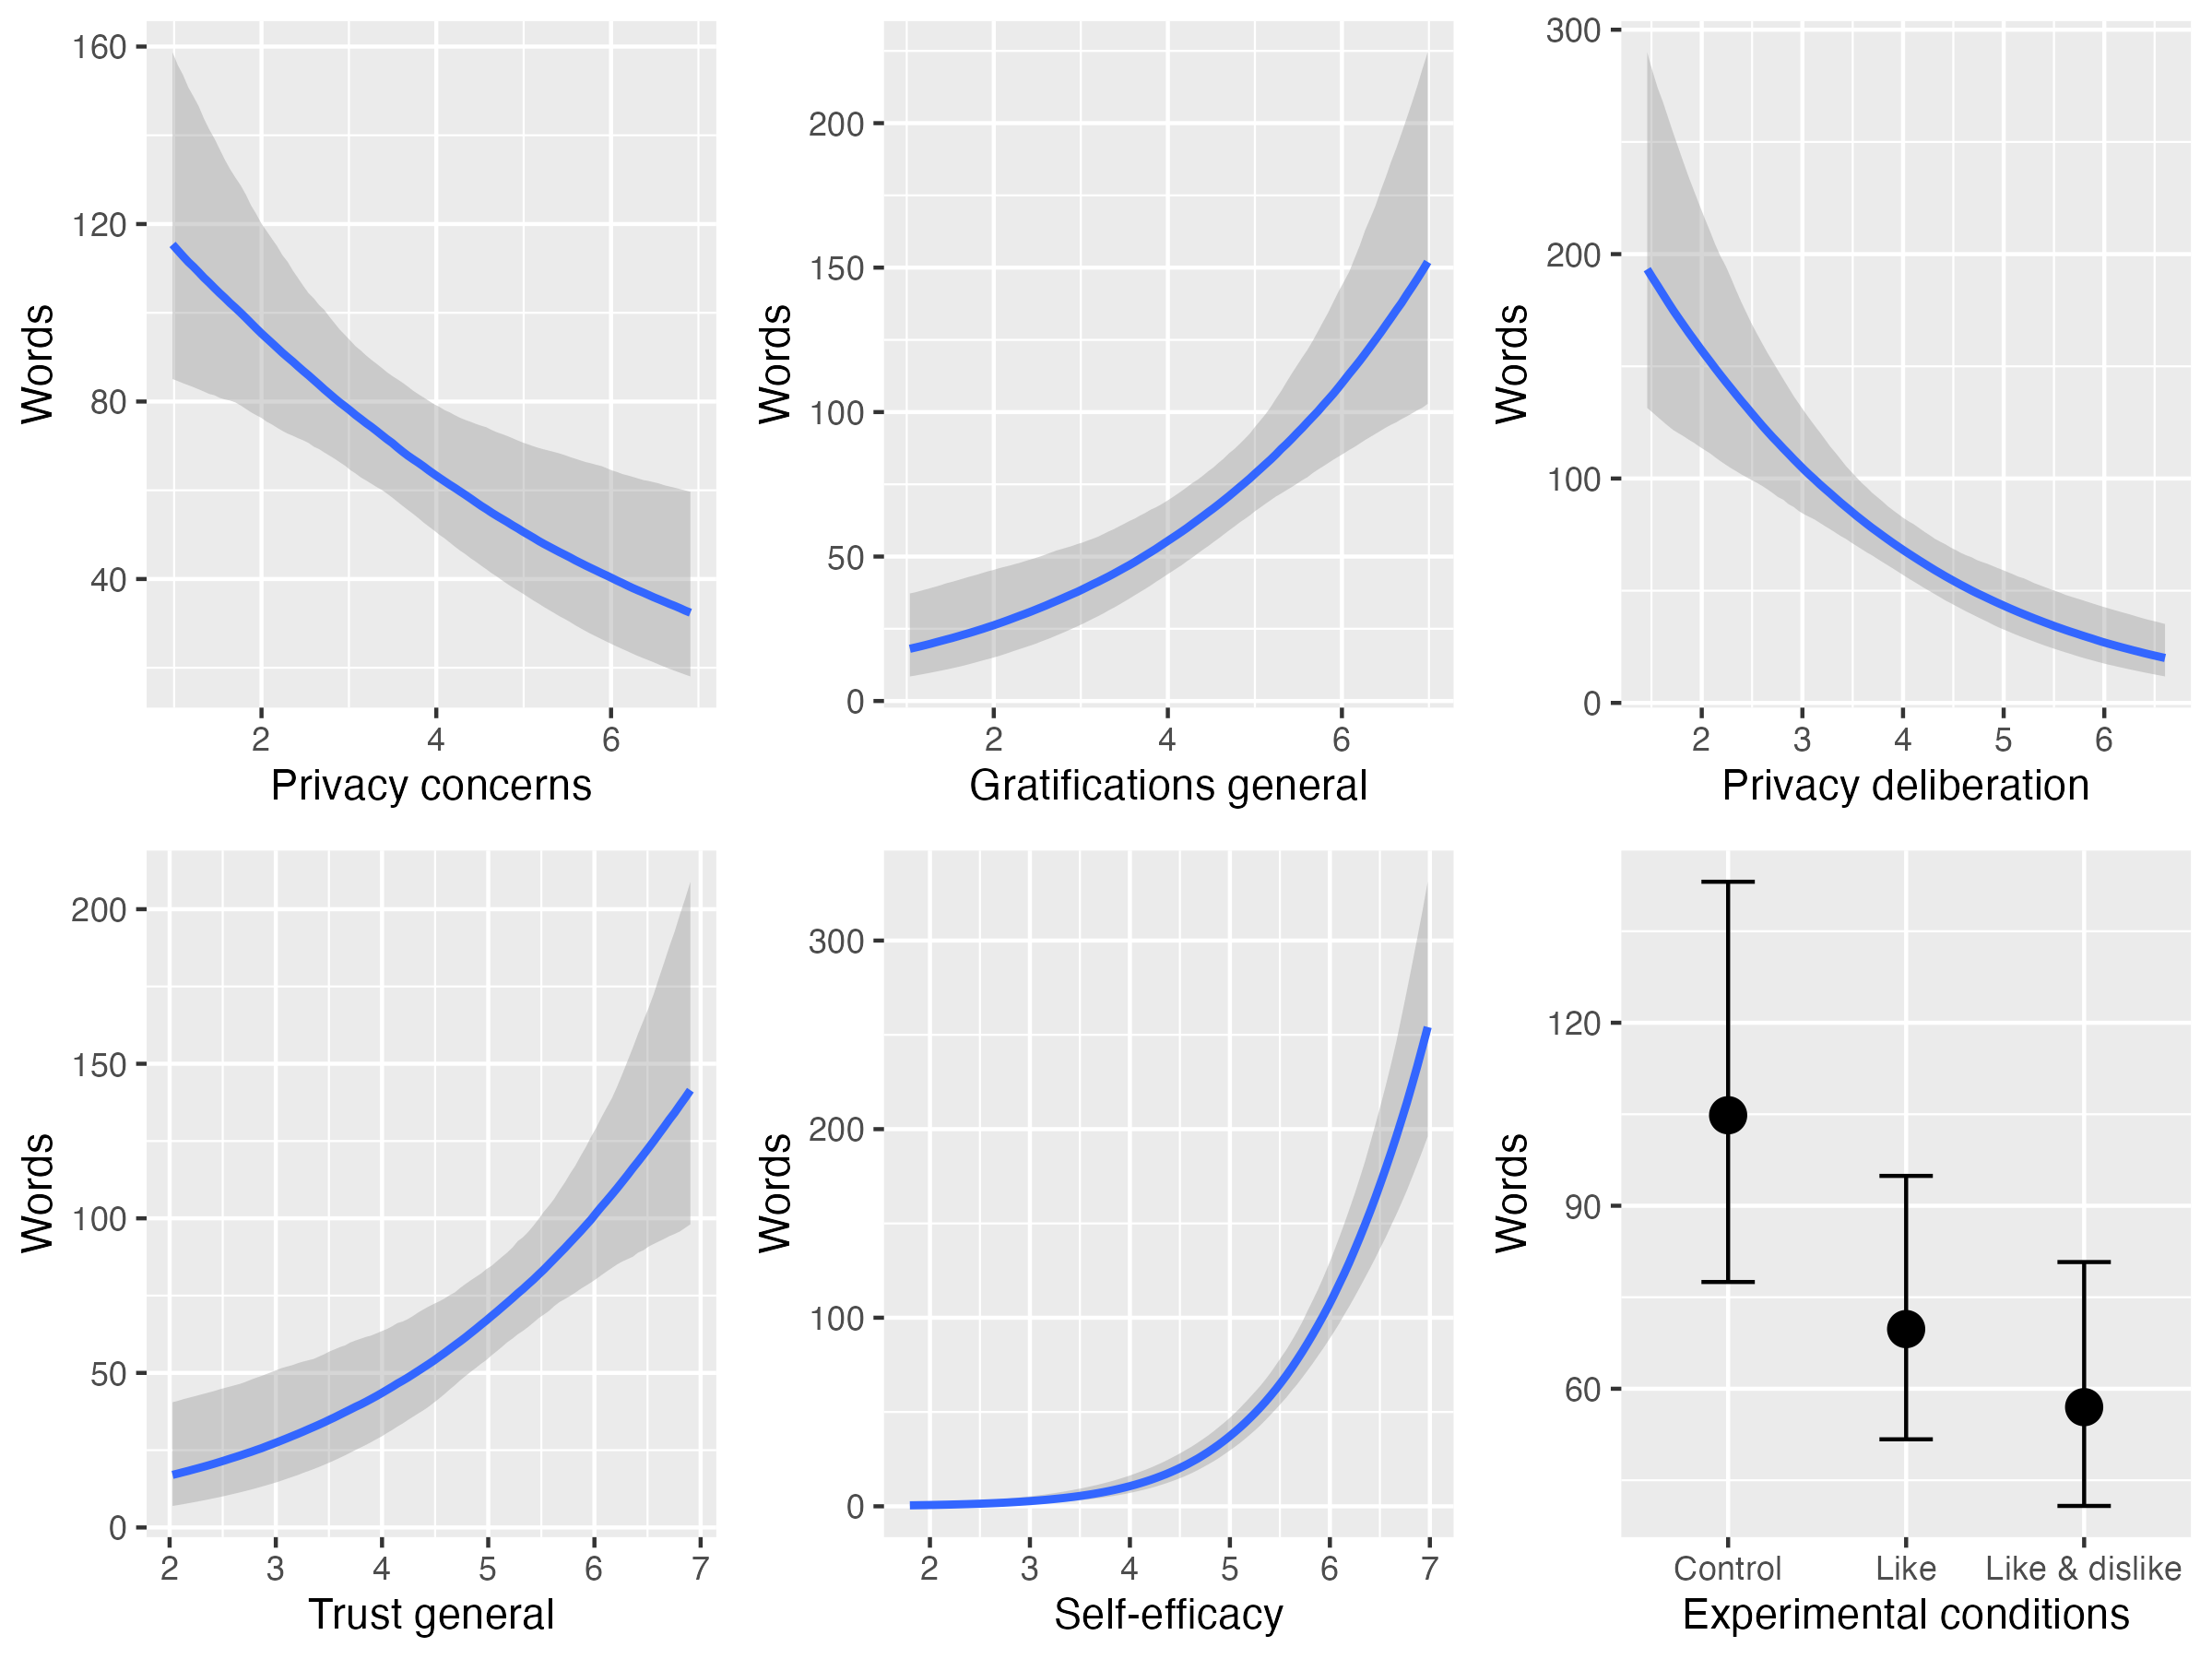 160
120
80
40
Words
2 4 6
Privacy concerns
200
150
100
50
0
Words
2 4 6
Gratifications general
300
200
100
0
Words
2 3 4 5 6
Privacy deliberation
200
150
100
50
0
Words
2 3 4 5 6 7
Trust general
300
200
100
0
Words
2 3 4 5 6 7
Self-efficacy
120
90
60
Words
Control Like Like & dislike
Experimental conditions